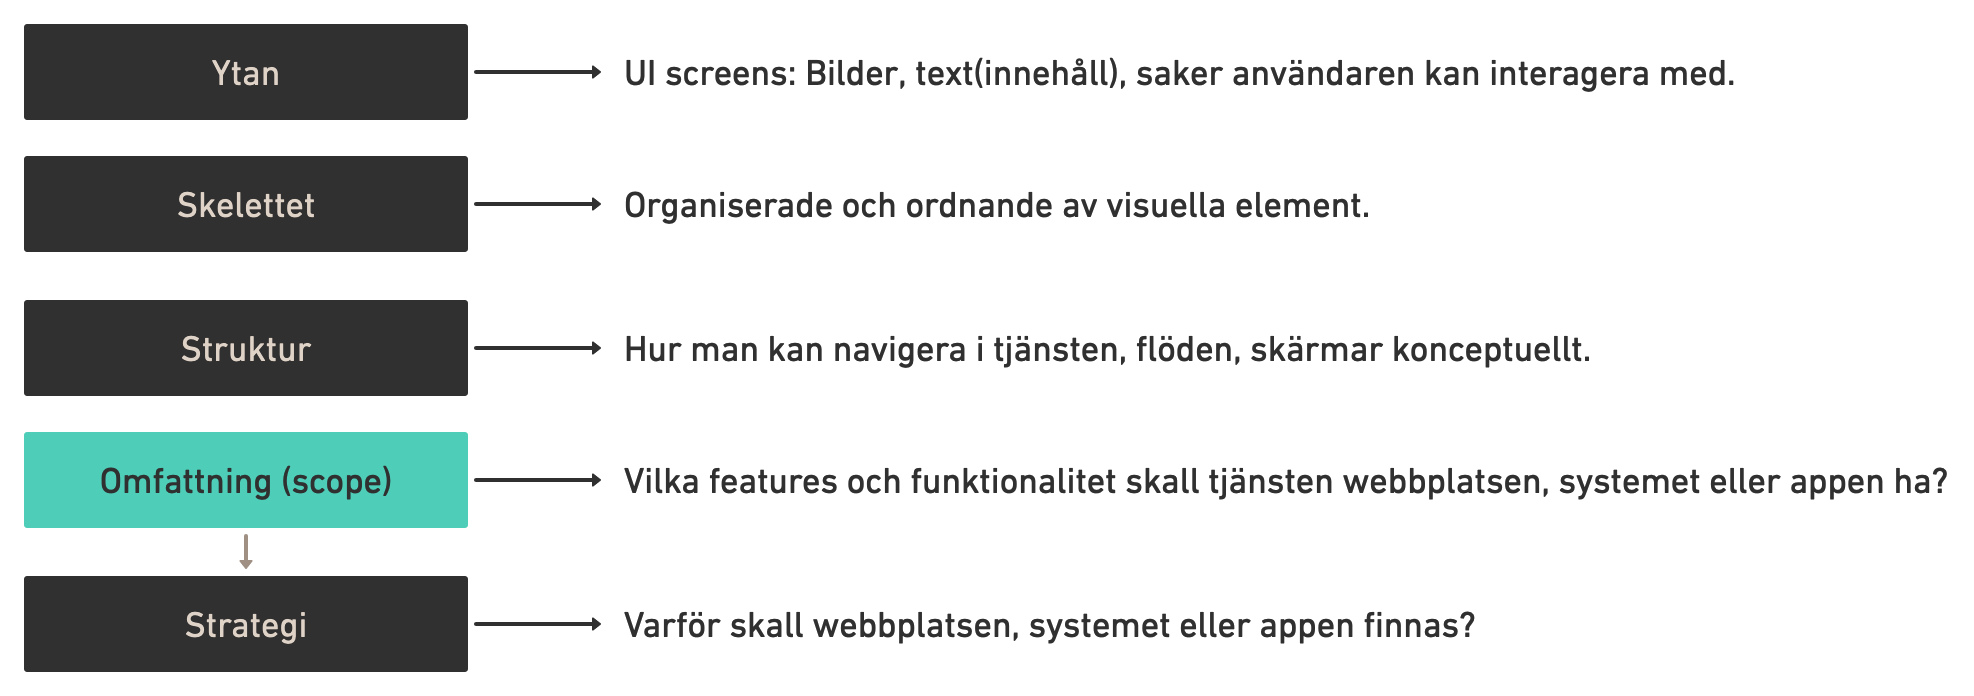 Ytan
UI screens: Bilder, text(innehåll), saker användaren kan interagera med.
Skelettet
Organiserade och ordnande av visuella element.
Struktur
Hur man kan navigera i tjänsten, flöden, skärmar konceptuellt.
Omfattning (scope)
Vilka features och funktionalitet skall tjänsten webbplatsen, systemet eller appen ha?
Strategi
Varför skall webbplatsen, systemet eller appen finnas?